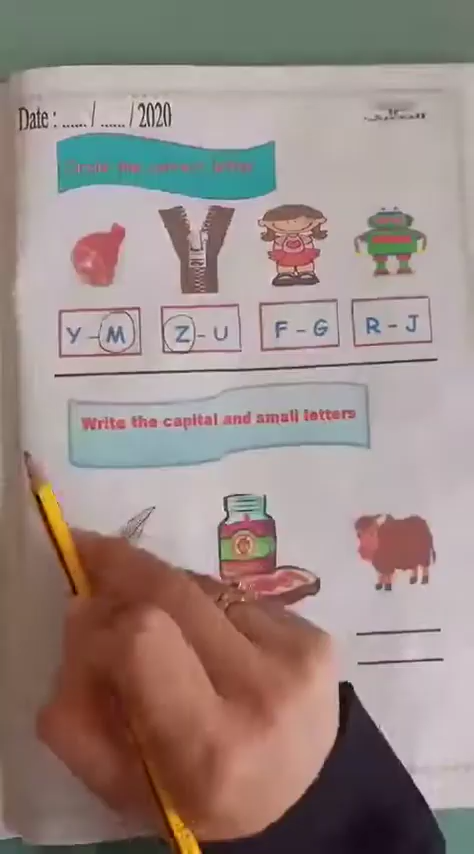 Date : ...... / ...... / 2020
Circle the correct letter
Y - M Z - U F - G R - J
Write the capital and small letters